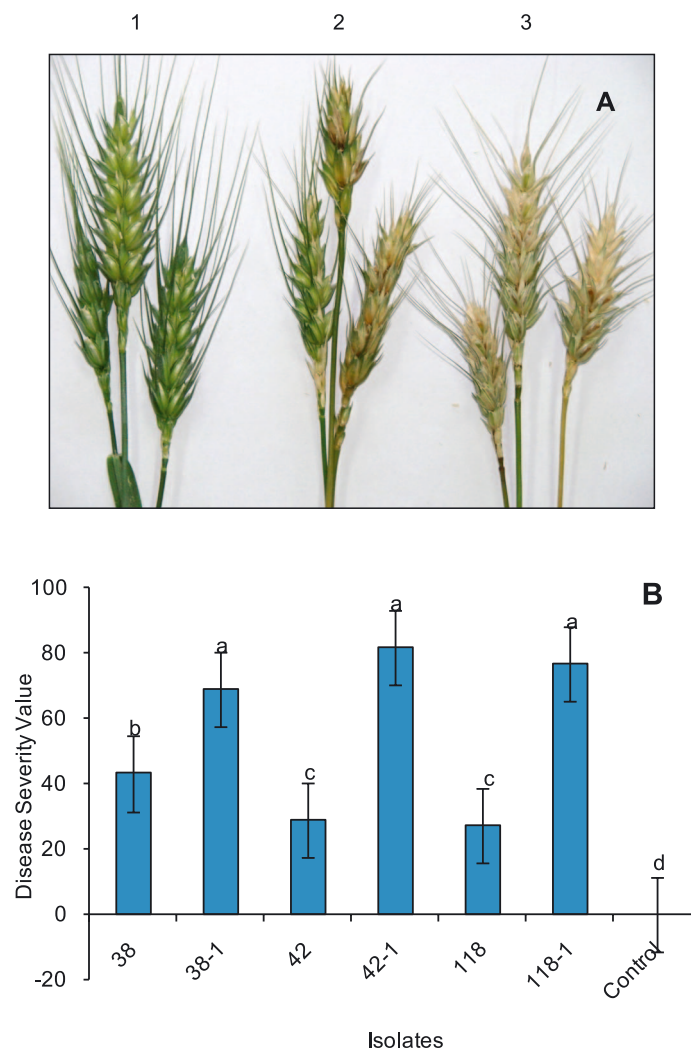 1 2 3
A
B
100
80
60
40
20
0
-20
Disease Severity Value
b a c a c a d
38 38-1 42 42-1 118 118-1 Control
Isolates